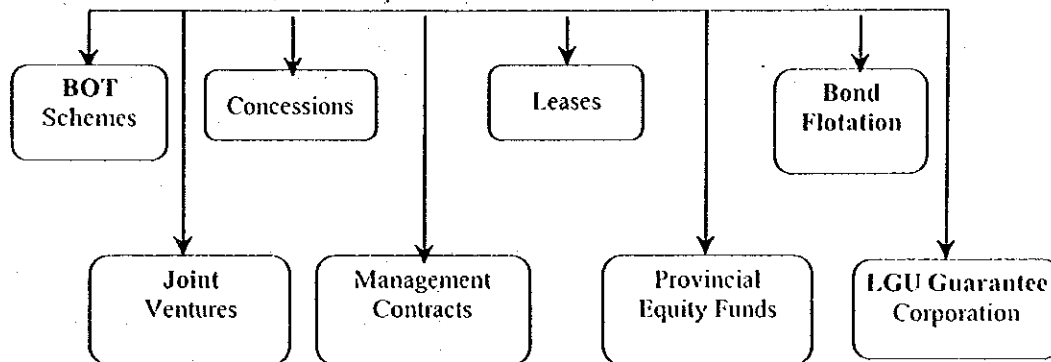 BOT
Schemes
Concessions
Leases
Bond
Flotation
Joint
Ventures
Management
Contracts
Provincial
Equity Funds
LGU Guarantee
Corporation